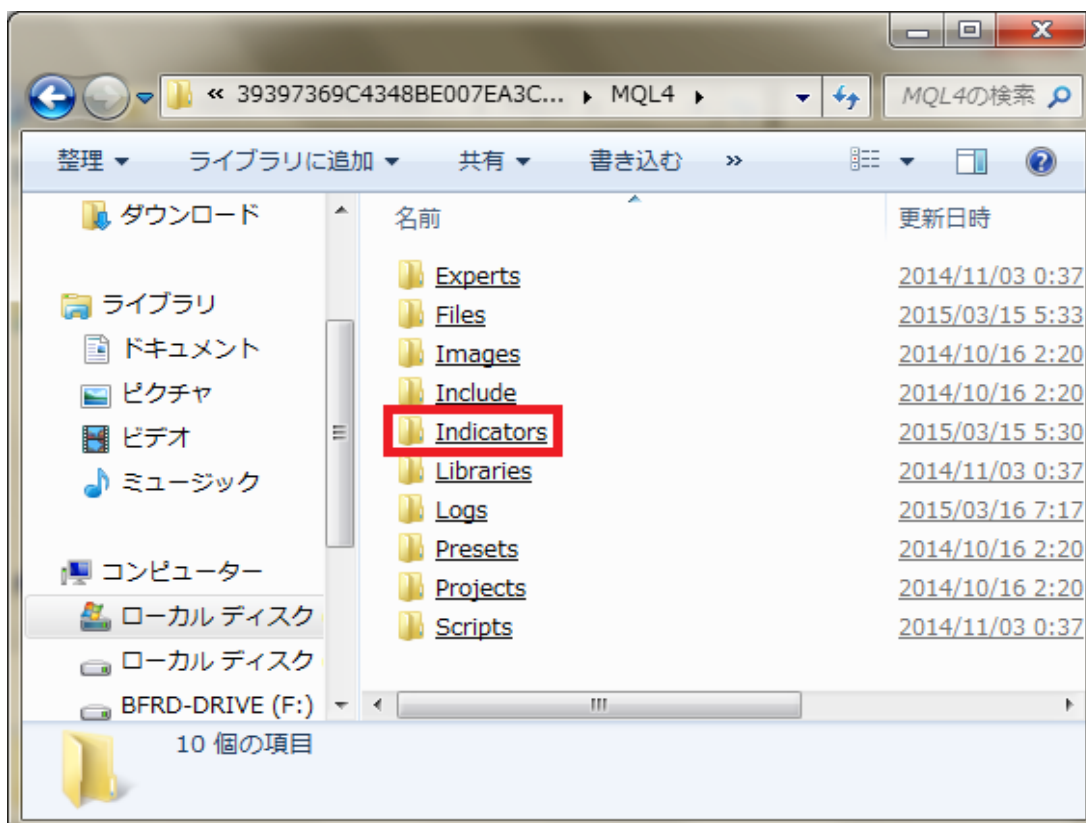 « 39397369C4348BE007EA3C... ▶ MQL4 ▶
MQL4の検索
整理 ライブラリに追加 共有 書き込む »
名前 更新日時
ダウンロード
ライブラリ
ドキュメント
ピクチャ
ビデオ
ミュージック
コンピューター
ローカル ディスク
ローカル ディスク
BFRD-DRIVE (F:)
Experts 2014/11/03 0:37
Files 2015/03/15 5:33
Images 2014/10/16 2:20
Include 2014/10/16 2:20
Indicators 2015/03/15 5:30
Libraries 2014/11/03 0:37
Logs 2015/03/16 7:17
Presets 2014/10/16 2:20
Projects 2014/10/16 2:20
Scripts 2014/11/03 0:37
10 個の項目